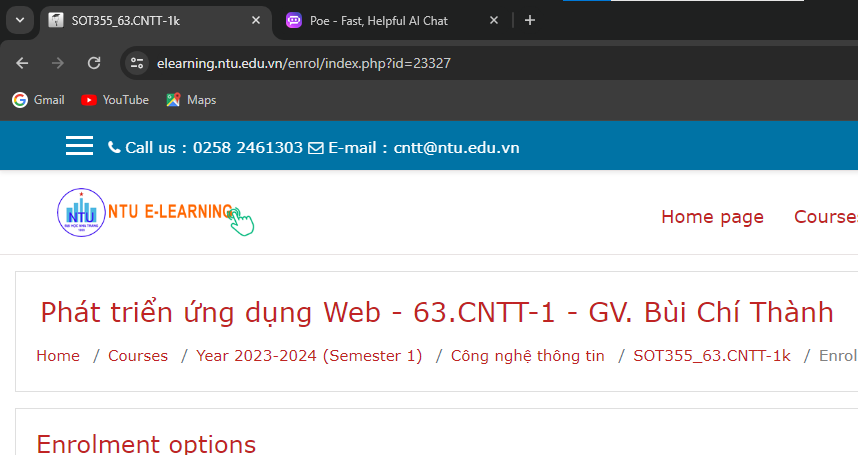 SOT355_63.CNTT-1k
Poe - Fast, Helpful AI Chat
elearning.ntu.edu.vn/enrol/index.php?id=23327
Gmail YouTube Maps
Call us : 0258 2461303 E-mail : cntt@ntu.edu.vn
NTU NTU E-LEARNING
Home page Courses
Phát triển ứng dụng Web - 63.CNTT-1 - GV. Bùi Chí Thành
Home / Courses / Year 2023-2024 (Semester 1) / Công nghệ thông tin / SOT355_63.CNTT-1k / Enrol
Enrolment options